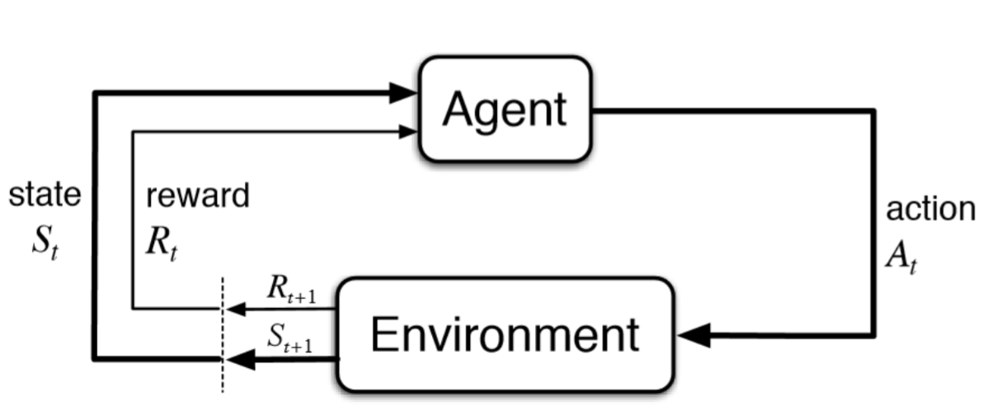 Agent
state
S_t
reward
R_t
action
A_t
R_{t+1}
S_{t+1}
Environment